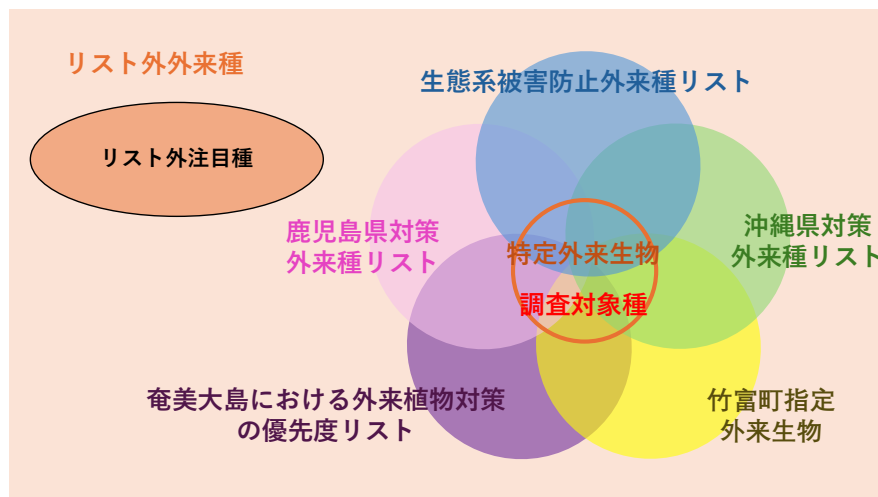 リスト外外来種
生態系被害防止外来種リスト
リスト外注目種
鹿児島県対策
外来種リスト
沖縄県対策
外来種リスト
特定外来生物
調査対象種
奄美大島における外来植物対策
の優先度リスト
竹富町指定
外来生物